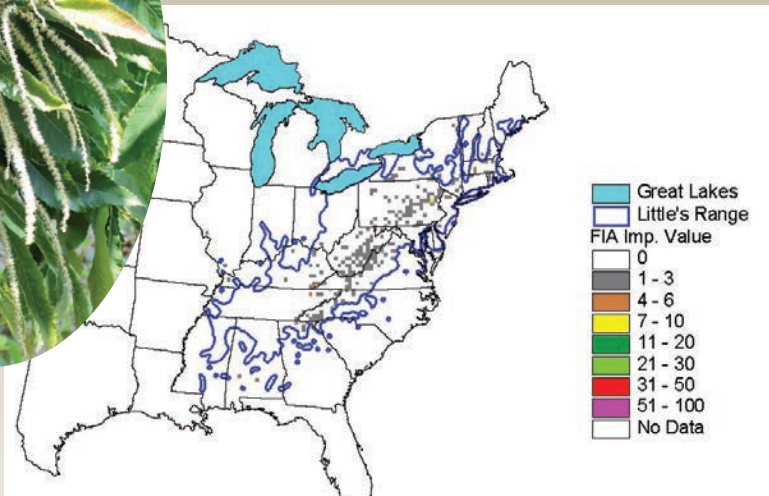 Great Lakes
Little's Range
FIA Imp. Value
0
1 - 3
4 - 6
7 - 10
11 - 20
21 - 30
31 - 50
51 - 100
No Data